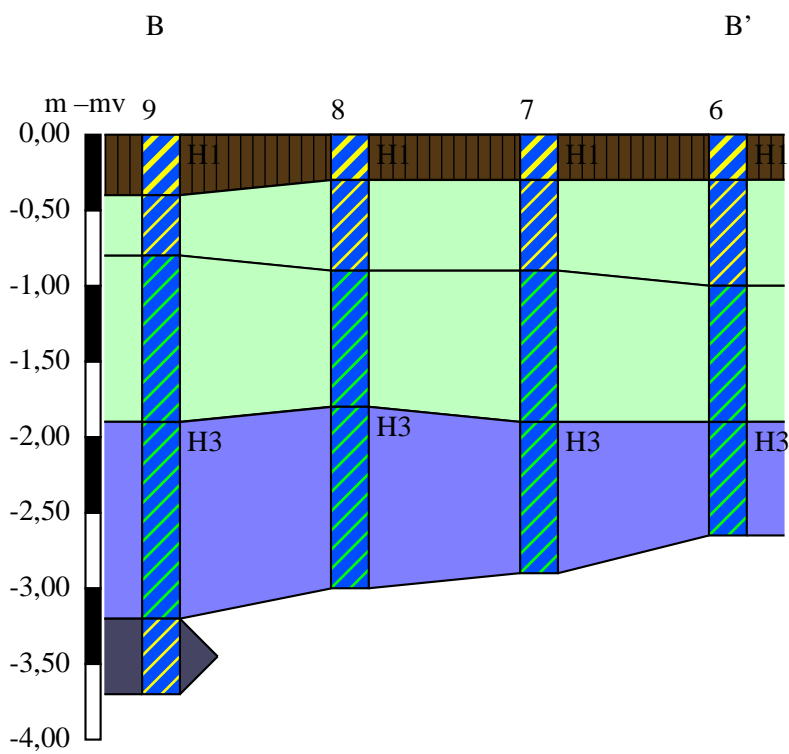 B B’
m –mv 9 8 7 6
0,00
H1 H1 H1 H1
-0,50
-1,00
-1,50
-2,00
H3 H3 H3 H3
-2,50
-3,00
-3,50
-4,00